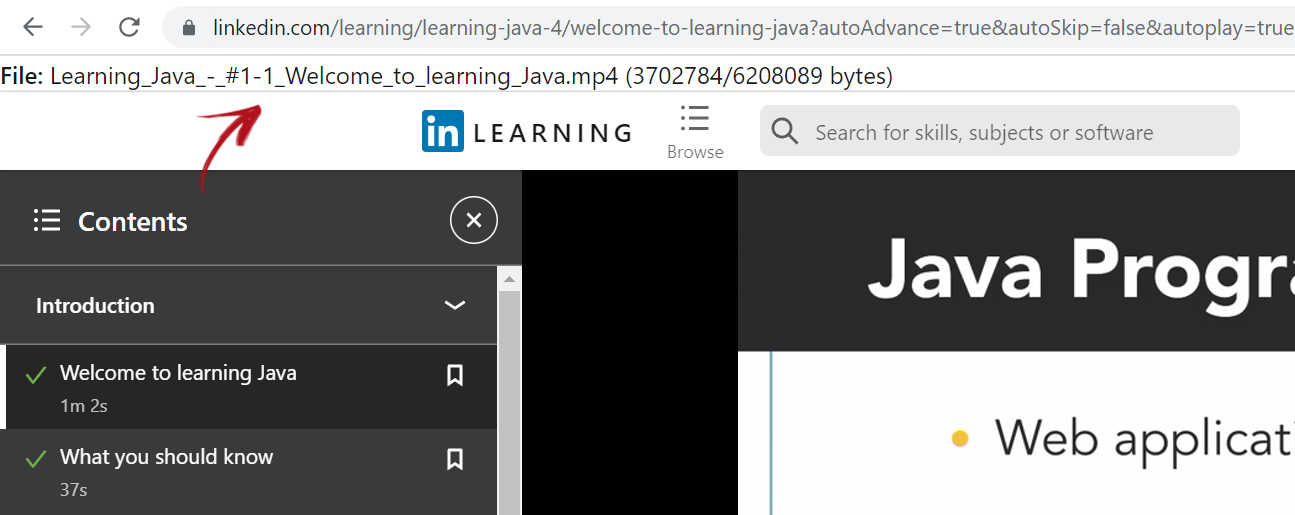 linkedin.com/learning/learning-java-4/welcome-to-learning-java?autoAdvance=true&autoSkip=false&autoplay=true
File: Learning_Java_-_#1-1_Welcome_to_learning_Java.mp4 (3702784/6208089 bytes)
in LEARNING
Browse
Search for skills, subjects or software
Contents
Introduction
Welcome to learning Java
1m 2s
What you should know
37s
Java Progra
Web applicati